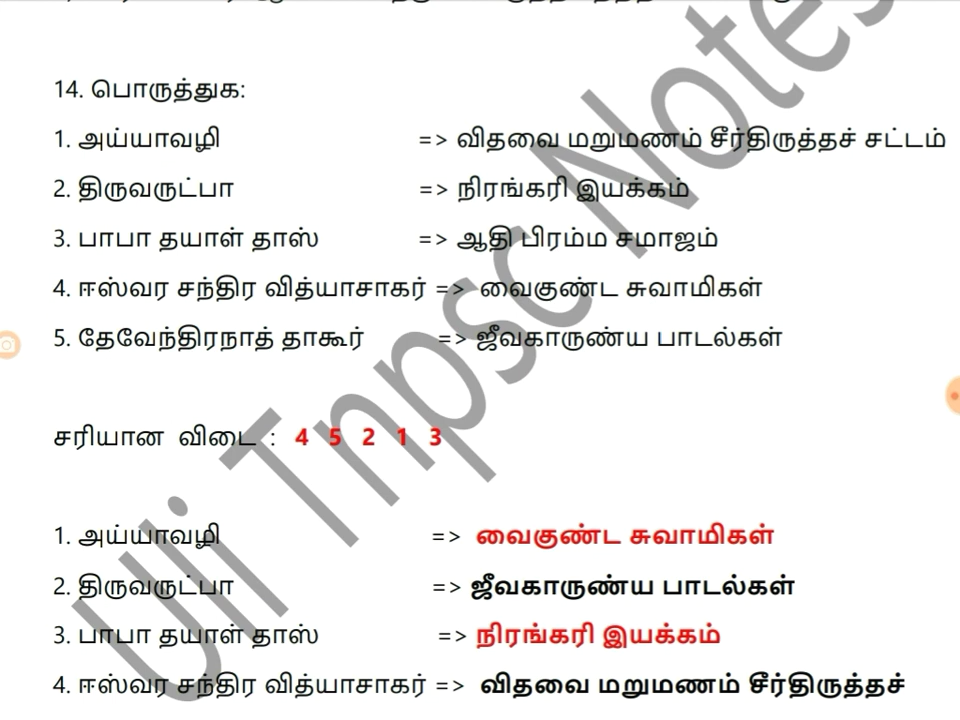 14. பொருத்துக:
1. அய்யாவழி => விதவை மறுமணம் சீர்திருத்தச் சட்டம்
2. திருவருட்பா => நிரங்கரி இயக்கம்
3. பாபா தயாள் தாஸ் => ஆதி பிரம்ம சமாஜம்
4. ஈஸ்வர சந்திர வித்யாசாகர் => வைகுண்ட சுவாமிகள்
5. தேவேந்திரநாத் தாகூர் => ஜீவகாருண்ய பாடல்கள்
சரியான விடை : 4 5 2 1 3
1. அய்யாவழி => வைகுண்ட சுவாமிகள்
2. திருவருட்பா => ஜீவகாருண்ய பாடல்கள்
3. பாபா தயாள் தாஸ் => நிரங்கரி இயக்கம்
4. ஈஸ்வர சந்திர வித்யாசாகர் => விதவை மறுமணம் சீர்திருத்தச்
Uli Tnpsc Notes